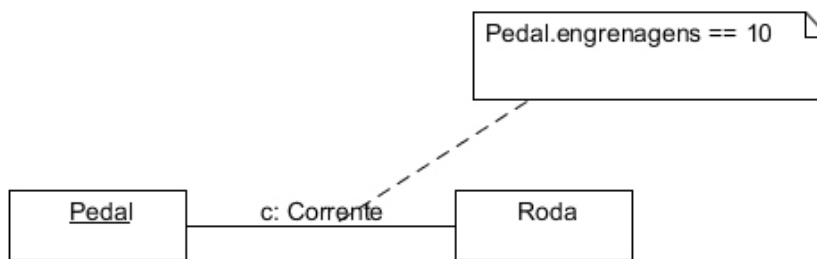 Pedal.engrenagens == 10
Pedal
c: Corrente
Roda